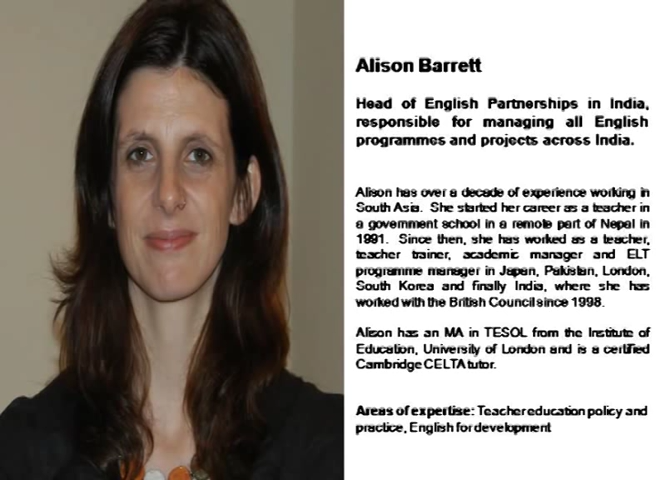 Alison Barrett
Head of English Partnerships in India,
responsible for managing all English
programmes and projects across India.
Alison has over a decade of experience working in
South Asia. She started her career as a teacher in
a government school in a remote part of Nepal in
1991. Since then, she has worked as a teacher,
teacher trainer, academic manager and ELT
programme manager in Japan, Pakistan, London,
South Korea and finally India, where she has
worked with the British Council since 1998.
Alison has an MA in TESOL from the Institute of
Education, University of London and is a certified
Cambridge CELTA tutor.
Areas of expertise: Teacher education policy and
practice, English for development